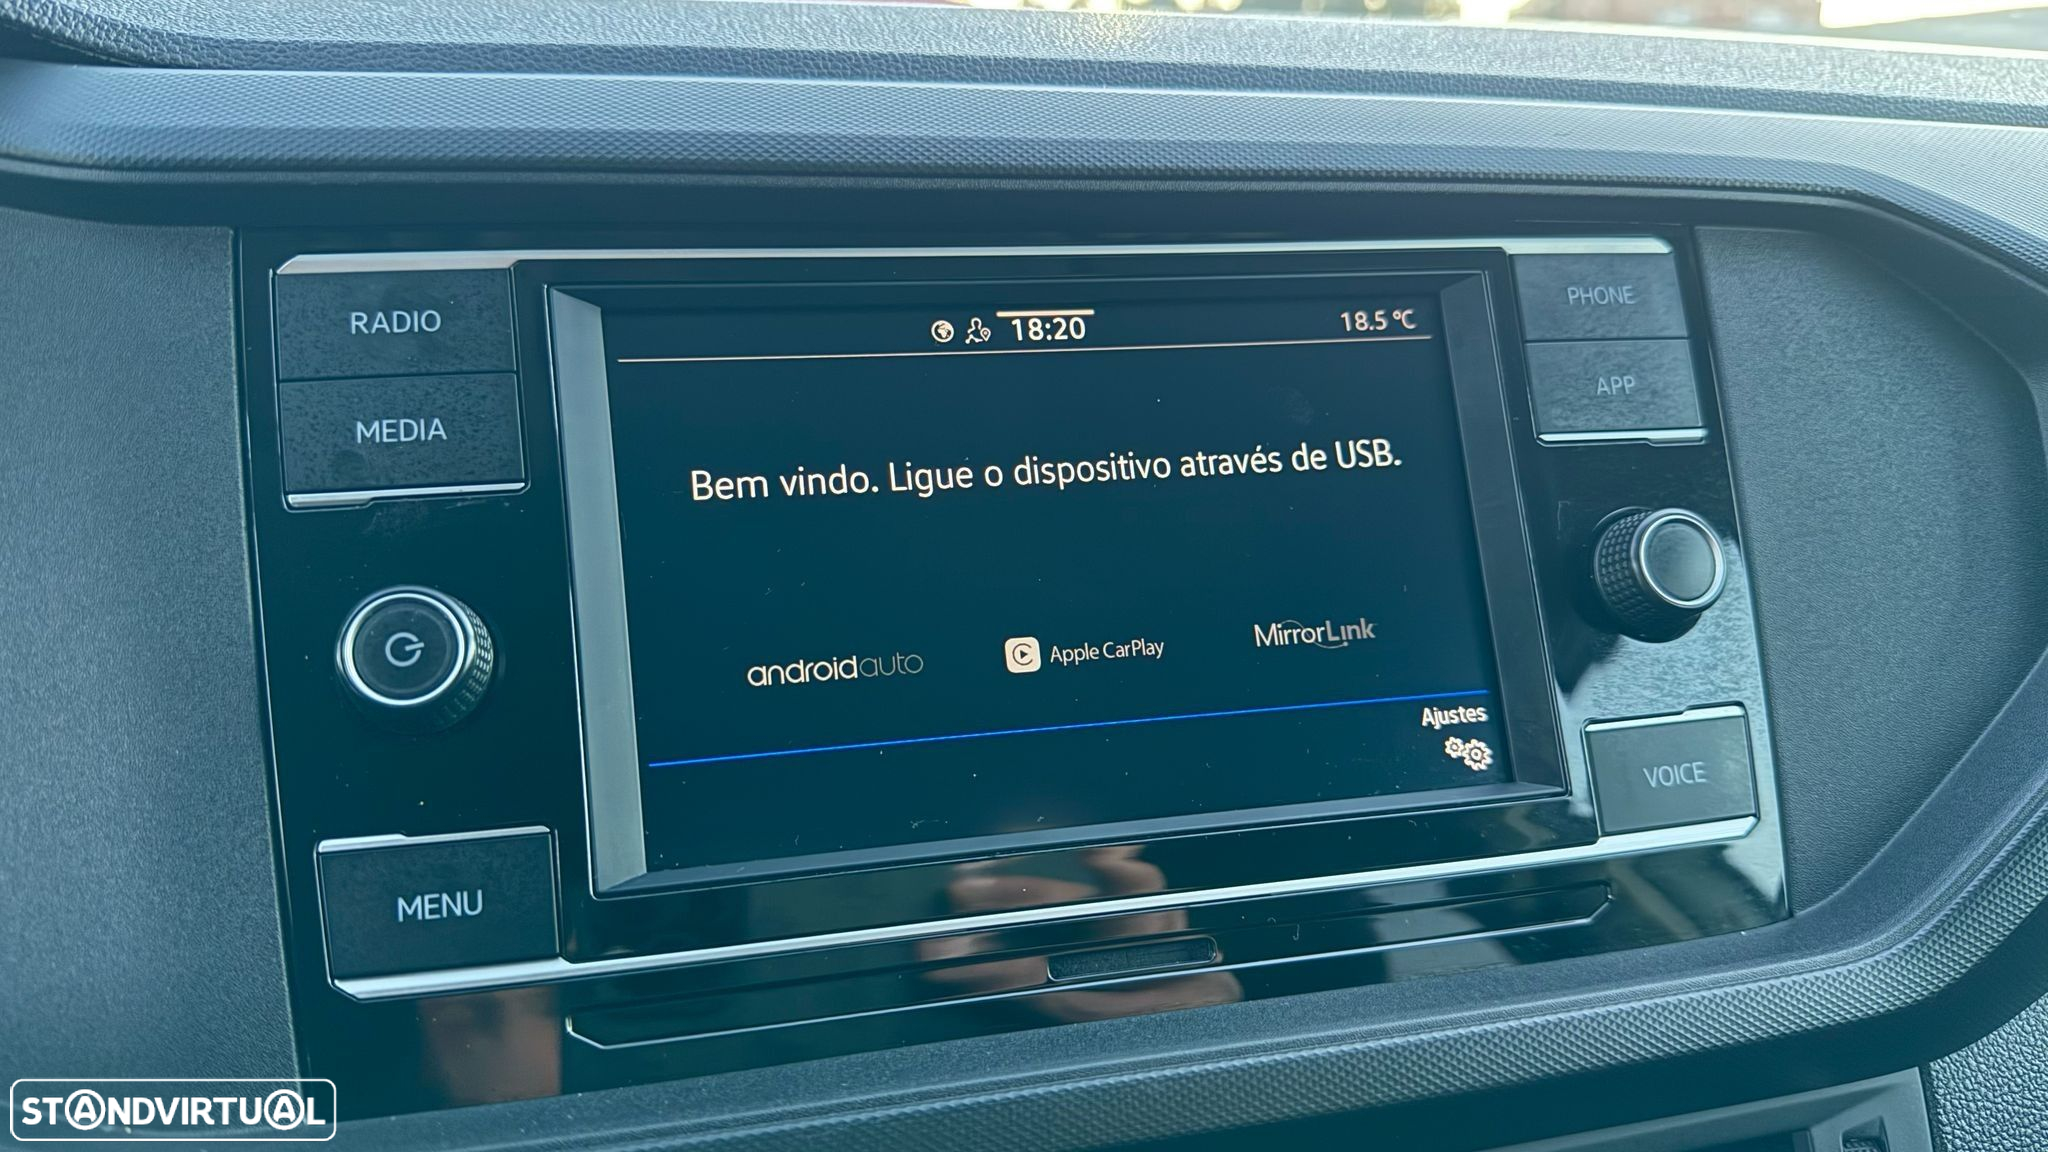 RADIO
MEDIA
MENU
18:20
18.5 °C
Bem vindo. Ligue o dispositivo através de USB.
androidauto
Apple CarPlay
MirrorLink
Ajustes
PHONE
APP
VOICE
STANDVIRTUAL